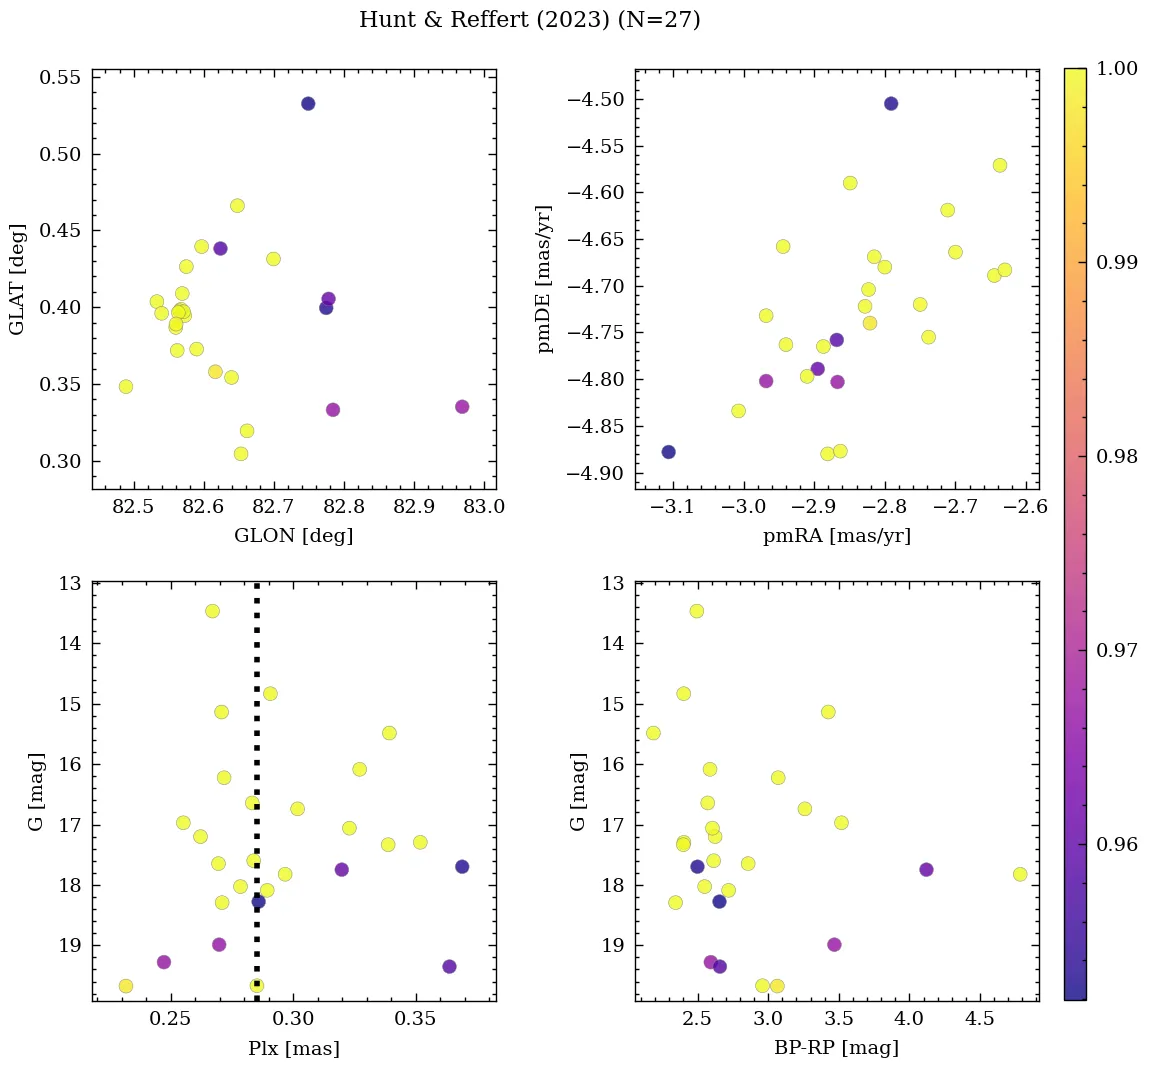 Hunt & Reffert (2023) (N=27)
0.55
0.50
0.45
0.40
0.35
0.30
GLAT [deg]
82.5 82.6 82.7 82.8 82.9 83.0
GLON [deg]
−4.50
−4.55
−4.60
−4.65
−4.70
−4.75
−4.80
−4.85
−4.90
pmDE [mas/yr]
−3.1 −3.0 −2.9 −2.8 −2.7 −2.6
pmRA [mas/yr]
13
14
15
16
17
18
19
G [mag]
0.25 0.30 0.35
Plx [mas]
13
14
15
16
17
18
19
G [mag]
2.5 3.0 3.5 4.0 4.5
BP-RP [mag]
1.00
0.99
0.98
0.97
0.96